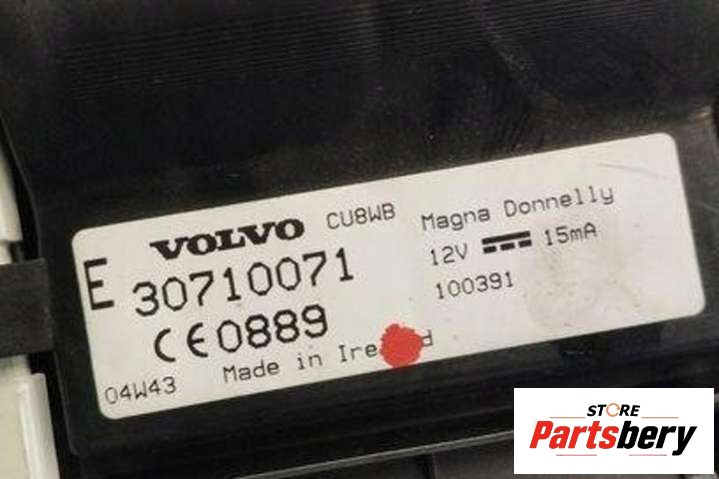 VOLVO CU8WB
E 30710071
CE0889
04W43 Made in
Magna Donnelly
12V 15mA
100391
STORE
Partsbery